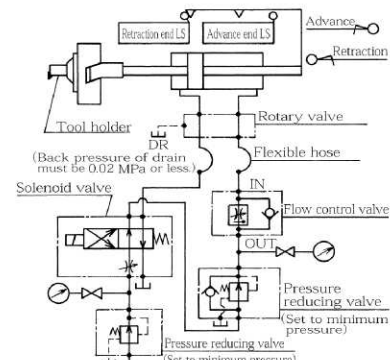 Retraction end LS
Advance end LS
Advance
Retraction
Tool holder
DR
(Back pressure of drain
must be 0.02 MPa or less.)
Rotary valve
Flexible hose
Solenoid valve
IN
Flow control valve
OUT
Pressure
reducing valve
(Set to minimum
pressure)
Pressure reducing valve
(Set to minimum pressure)